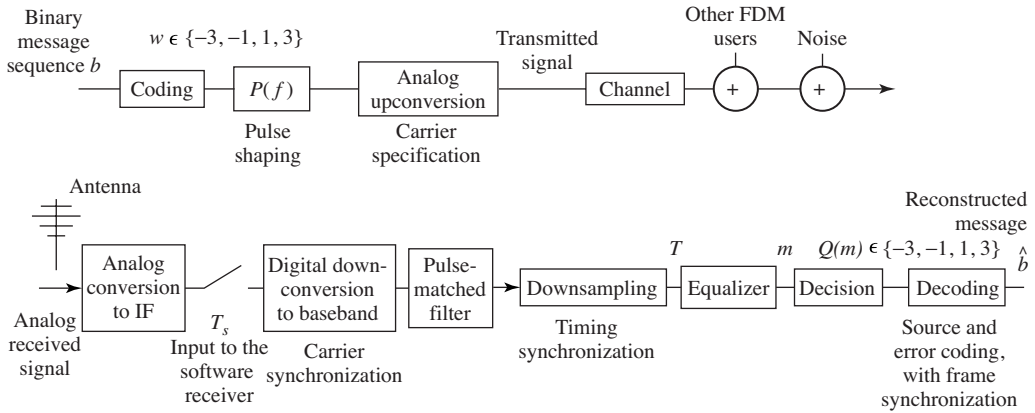 Binary
message
sequence b
w ϵ {−3, −1, 1, 3}
Coding
P(f)
Pulse
shaping
Analog
upconversion
Carrier
specification
Transmitted
signal
Channel
Other FDM
users
+
Noise
+
Antenna
Analog
received
signal
Analog
conversion
to IF
T_s
Input to the
software
receiver
Digital down-
conversion
to baseband
Carrier
synchronization
Pulse-
matched
filter
Downsampling
Timing
synchronization
T
Equalizer
m
Decision
Q(m) ϵ {−3, −1, 1, 3}
Reconstructed
message
b̂
Decoding
Source and
error coding,
with frame
synchronization